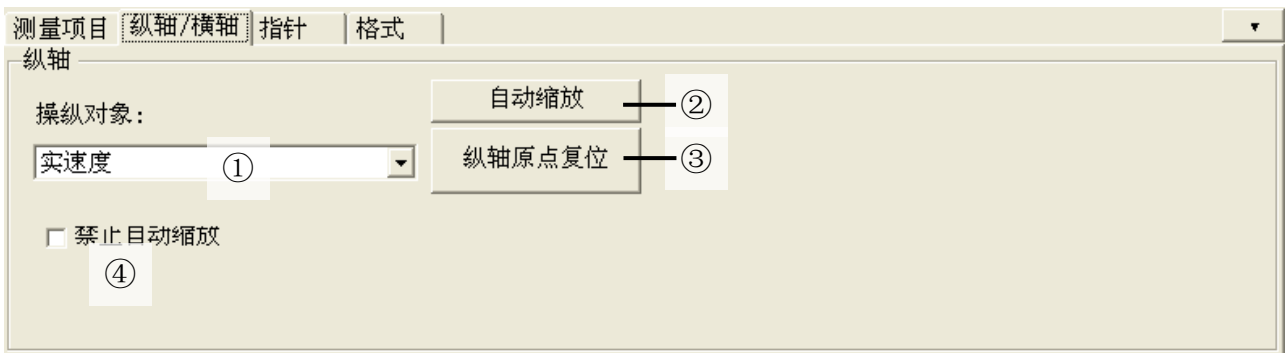 测量项目 纵轴/横轴 指针 格式
纵轴
自动缩放 ②
操纵对象:
实速度 ①
纵轴原点复位 ③
禁止自动缩放
④